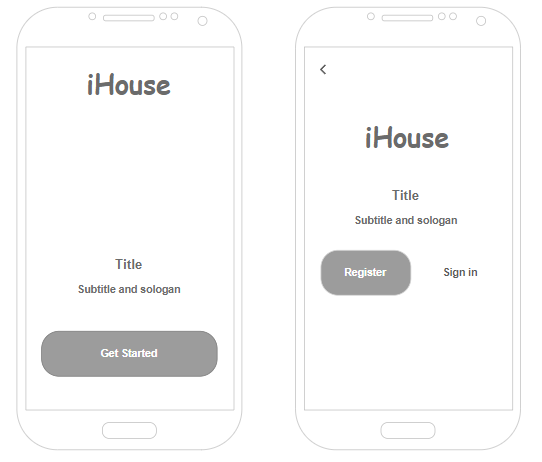 iHouse
Title
Subtitle and sologan
Get Started
iHouse
Title
Subtitle and sologan
Register
Sign in